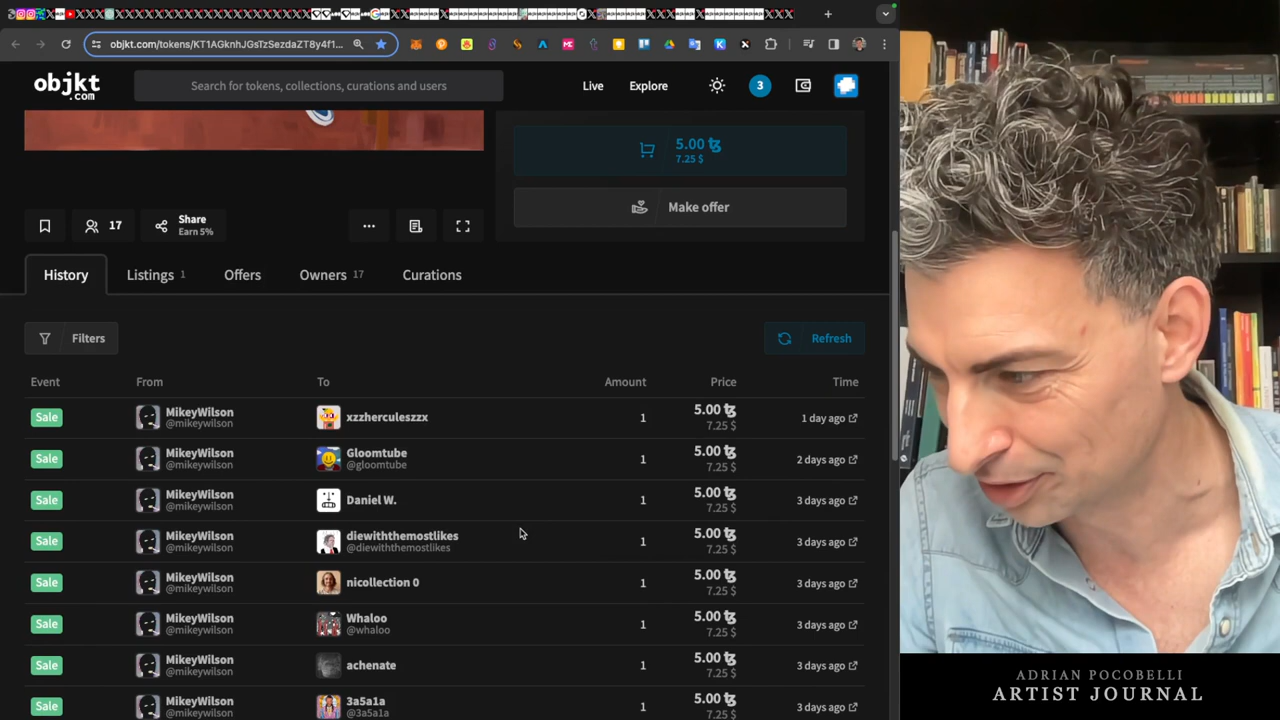 objkt.com/tokens/KT1AGknhJGsTzSezdaZT8y4f1...
objkt
.com
Search for tokens, collections, curations and users
Live
Explore
3
5.00 ꜩ
7.25 $
Make offer
17
Share
Earn 5%
History
Listings 1
Offers
Owners 17
Curations
Filters
Refresh
Event From To Amount Price Time
Sale MikeyWilson @mikeywilson xzzherculeszzx 1 5.00 ꜩ 7.25 $ 1 day ago
Sale MikeyWilson @mikeywilson Gloomtube @gloomtube 1 5.00 ꜩ 7.25 $ 2 days ago
Sale MikeyWilson @mikeywilson Daniel W. 1 5.00 ꜩ 7.25 $ 3 days ago
Sale MikeyWilson @mikeywilson diewiththemostlikes @diewiththemostlikes 1 5.00 ꜩ 7.25 $ 3 days ago
Sale MikeyWilson @mikeywilson nicollection 0 1 5.00 ꜩ 7.25 $ 3 days ago
Sale MikeyWilson @mikeywilson Whaloo @whaloo 1 5.00 ꜩ 7.25 $ 3 days ago
Sale MikeyWilson @mikeywilson achenate 1 5.00 ꜩ 7.25 $ 3 days ago
Sale MikeyWilson @mikeywilson 3a5a1a @3a5a1a 1 5.00 ꜩ 7.25 $ 3 days ago
ADRIAN POCOBELLI
ARTIST JOURNAL